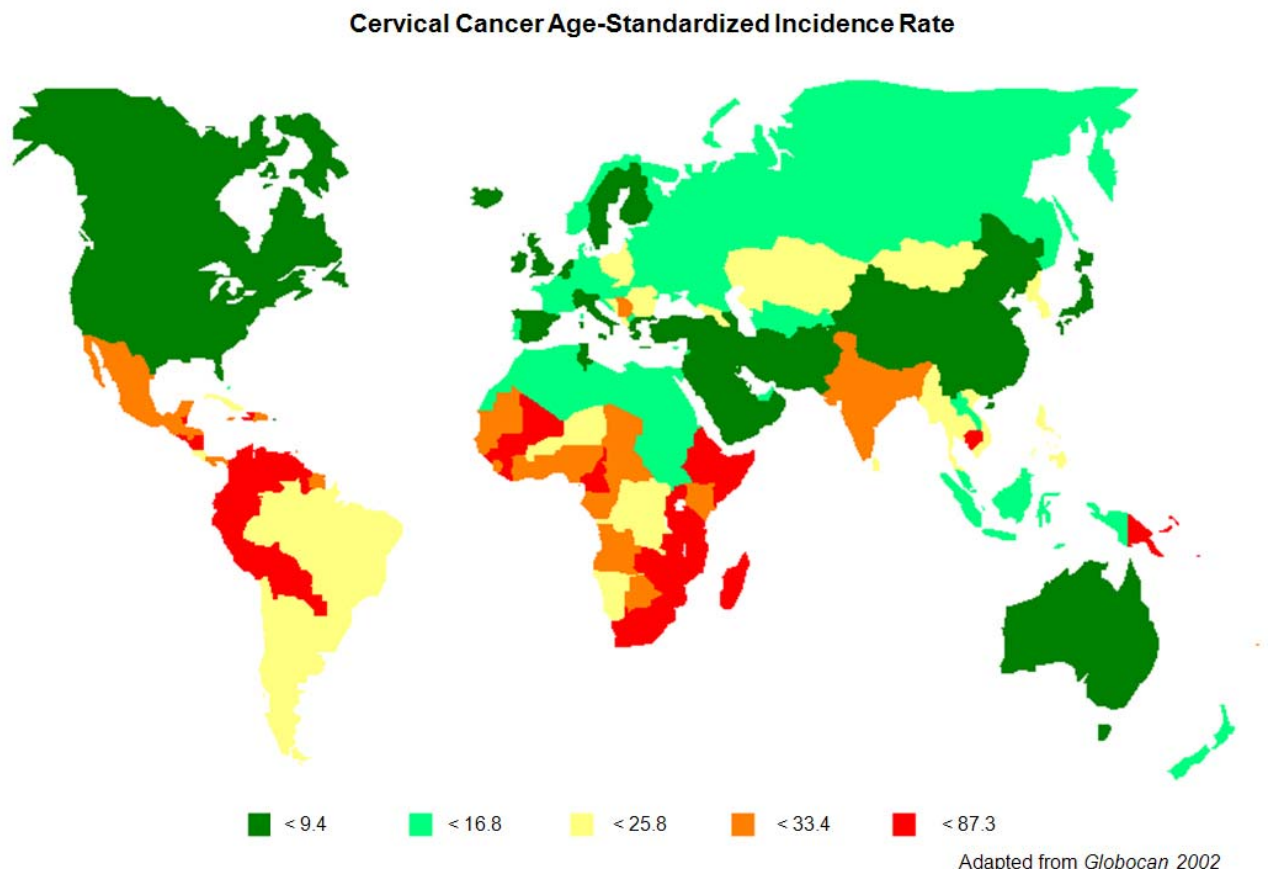 Cervical Cancer Age-Standardized Incidence Rate
< 9.4 < 16.8 < 25.8 < 33.4 < 87.3
Adapted from Globocan 2002